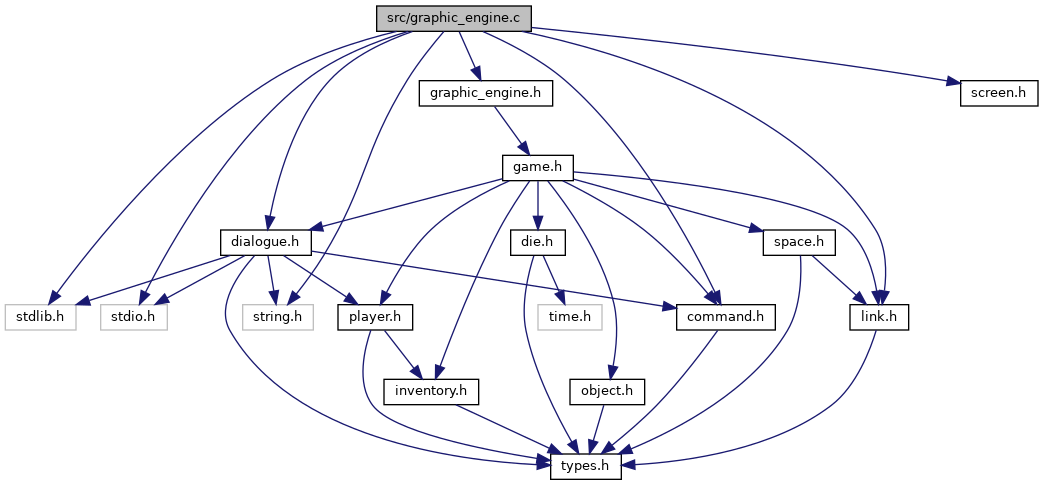 src/graphic_engine.c
graphic_engine.h
screen.h
game.h
dialogue.h
die.h
space.h
stdlib.h
stdio.h
string.h
player.h
time.h
command.h
link.h
inventory.h
object.h
types.h